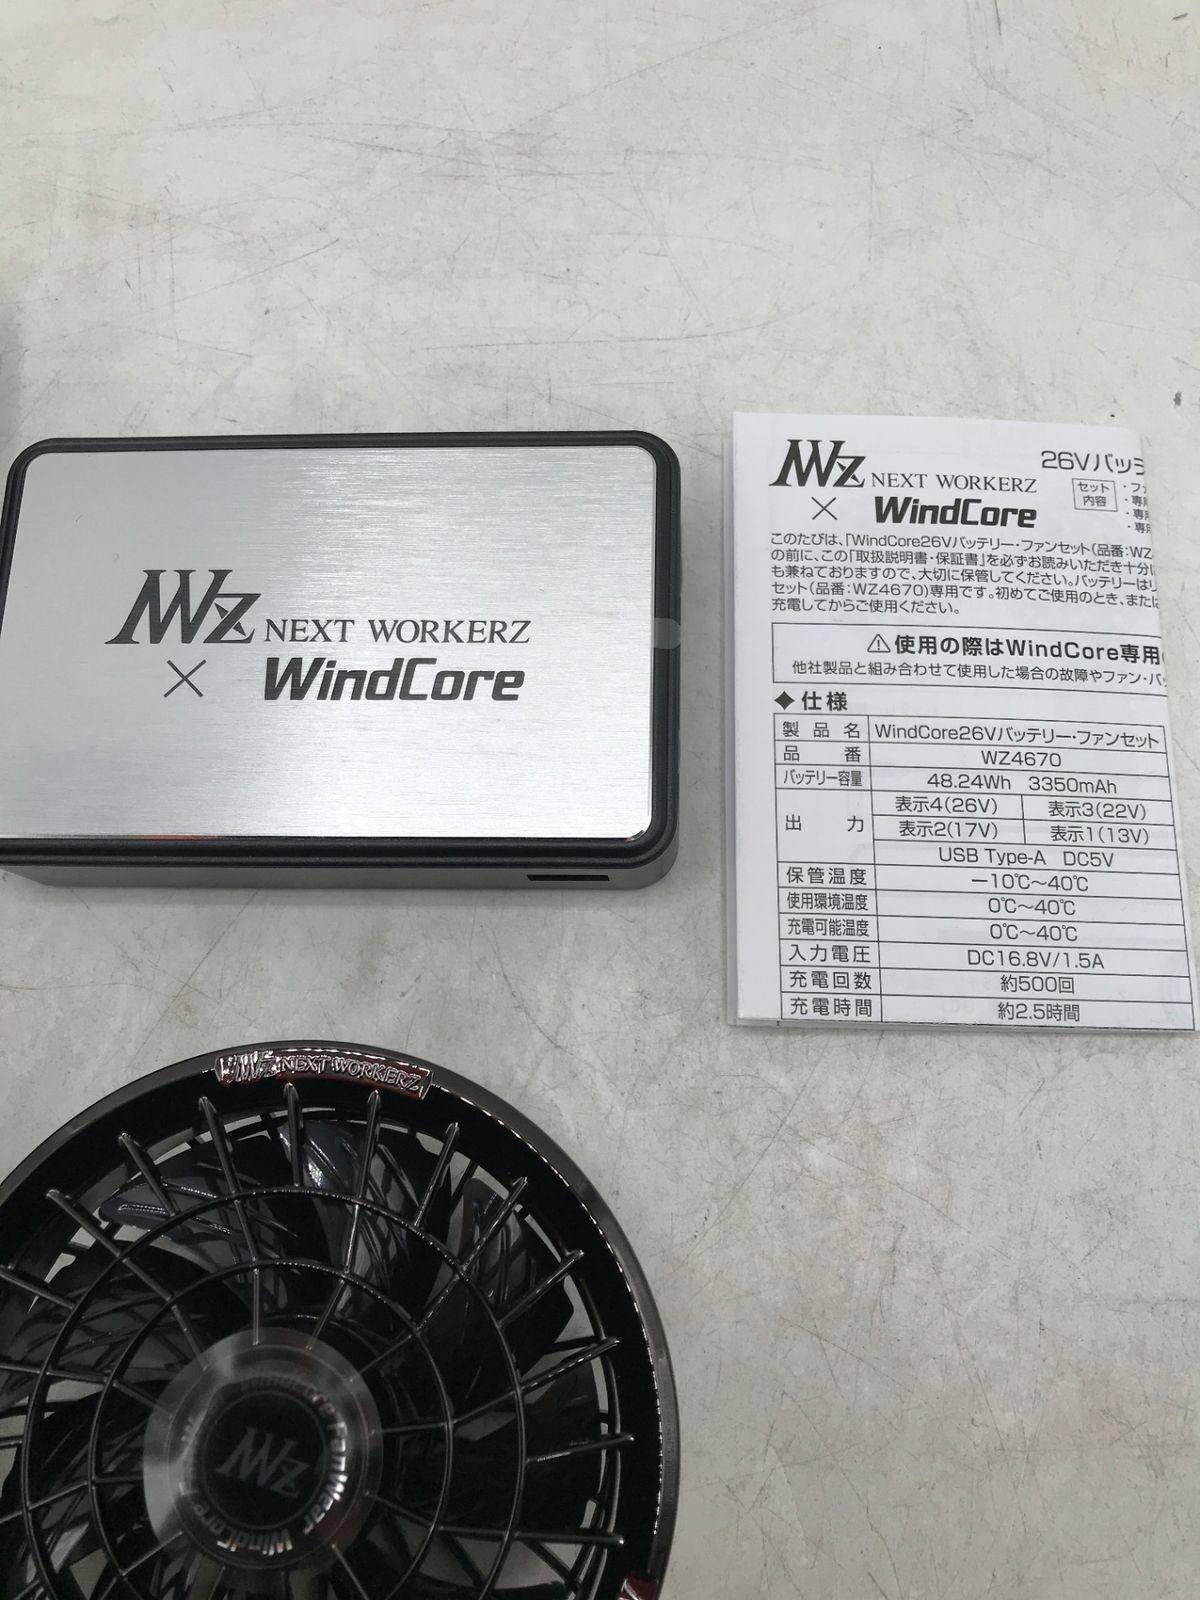 NWZ NEXT WORKERZ
× WindCore
NWZ NEXT WORKERZ
× WindCore
26Vバッテ
セット
内容
・ファ
・専用
・専用
・専用
このたびは、「WindCore26Vバッテリー・ファンセット(品番:WZ
の前に、この「取扱説明書・保証書」を必ずお読みいただき十分に
も兼ねておりますので、大切に保管してください。バッテリーはリ
セット(品番:WZ4670)専用です。初めてご使用のとき、または
充電してからご使用ください。
⚠使用の際はWindCore専用の
他社製品と組み合わせて使用した場合の故障やファン・バッ
◆仕様
製品名 WindCore26Vバッテリー・ファンセット
品番 WZ4670
バッテリー容量 48.24Wh 3350mAh
出力 表示4(26V) 表示3(22V)
表示2(17V) 表示1(13V)
USB Type-A DC5V
保管温度 −10℃〜40℃
使用環境温度 0℃〜40℃
充電可能温度 0℃〜40℃
入力電圧 DC16.8V/1.5A
充電回数 約500回
充電時間 約2.5時間
NWZ NEXT WORKERZ
NWZ
WindCore